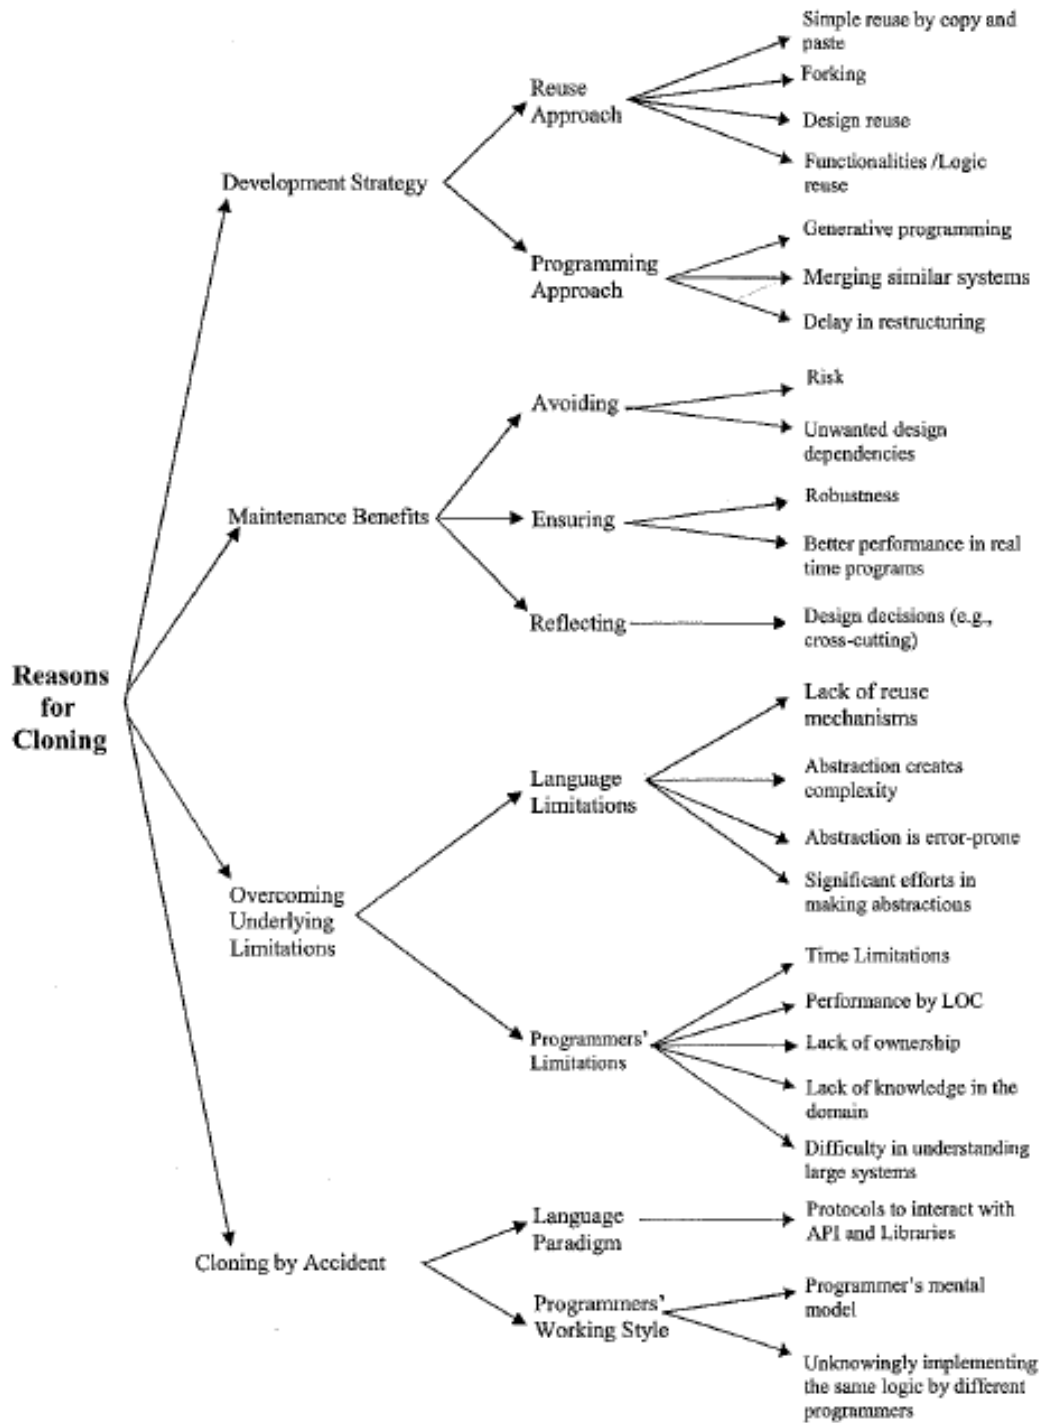 Reasons
for
Cloning
Development Strategy
Reuse
Approach
Simple reuse by copy and
paste
Forking
Design reuse
Functionalities /Logic
reuse
Programming
Approach
Generative programming
Merging similar systems
Delay in restructuring
Maintenance Benefits
Avoiding
Risk
Unwanted design
dependencies
Ensuring
Robustness
Better performance in real
time programs
Reflecting
Design decisions (e.g.,
cross-cutting)
Overcoming
Underlying
Limitations
Language
Limitations
Lack of reuse
mechanisms
Abstraction creates
complexity
Abstraction is error-prone
Significant efforts in
making abstractions
Programmers'
Limitations
Time Limitations
Performance by LOC
Lack of ownership
Lack of knowledge in the
domain
Difficulty in understanding
large systems
Cloning by Accident
Language
Paradigm
Protocols to interact with
API and Libraries
Programmers'
Working Style
Programmer's mental
model
Unknowingly implementing
the same logic by different
programmers